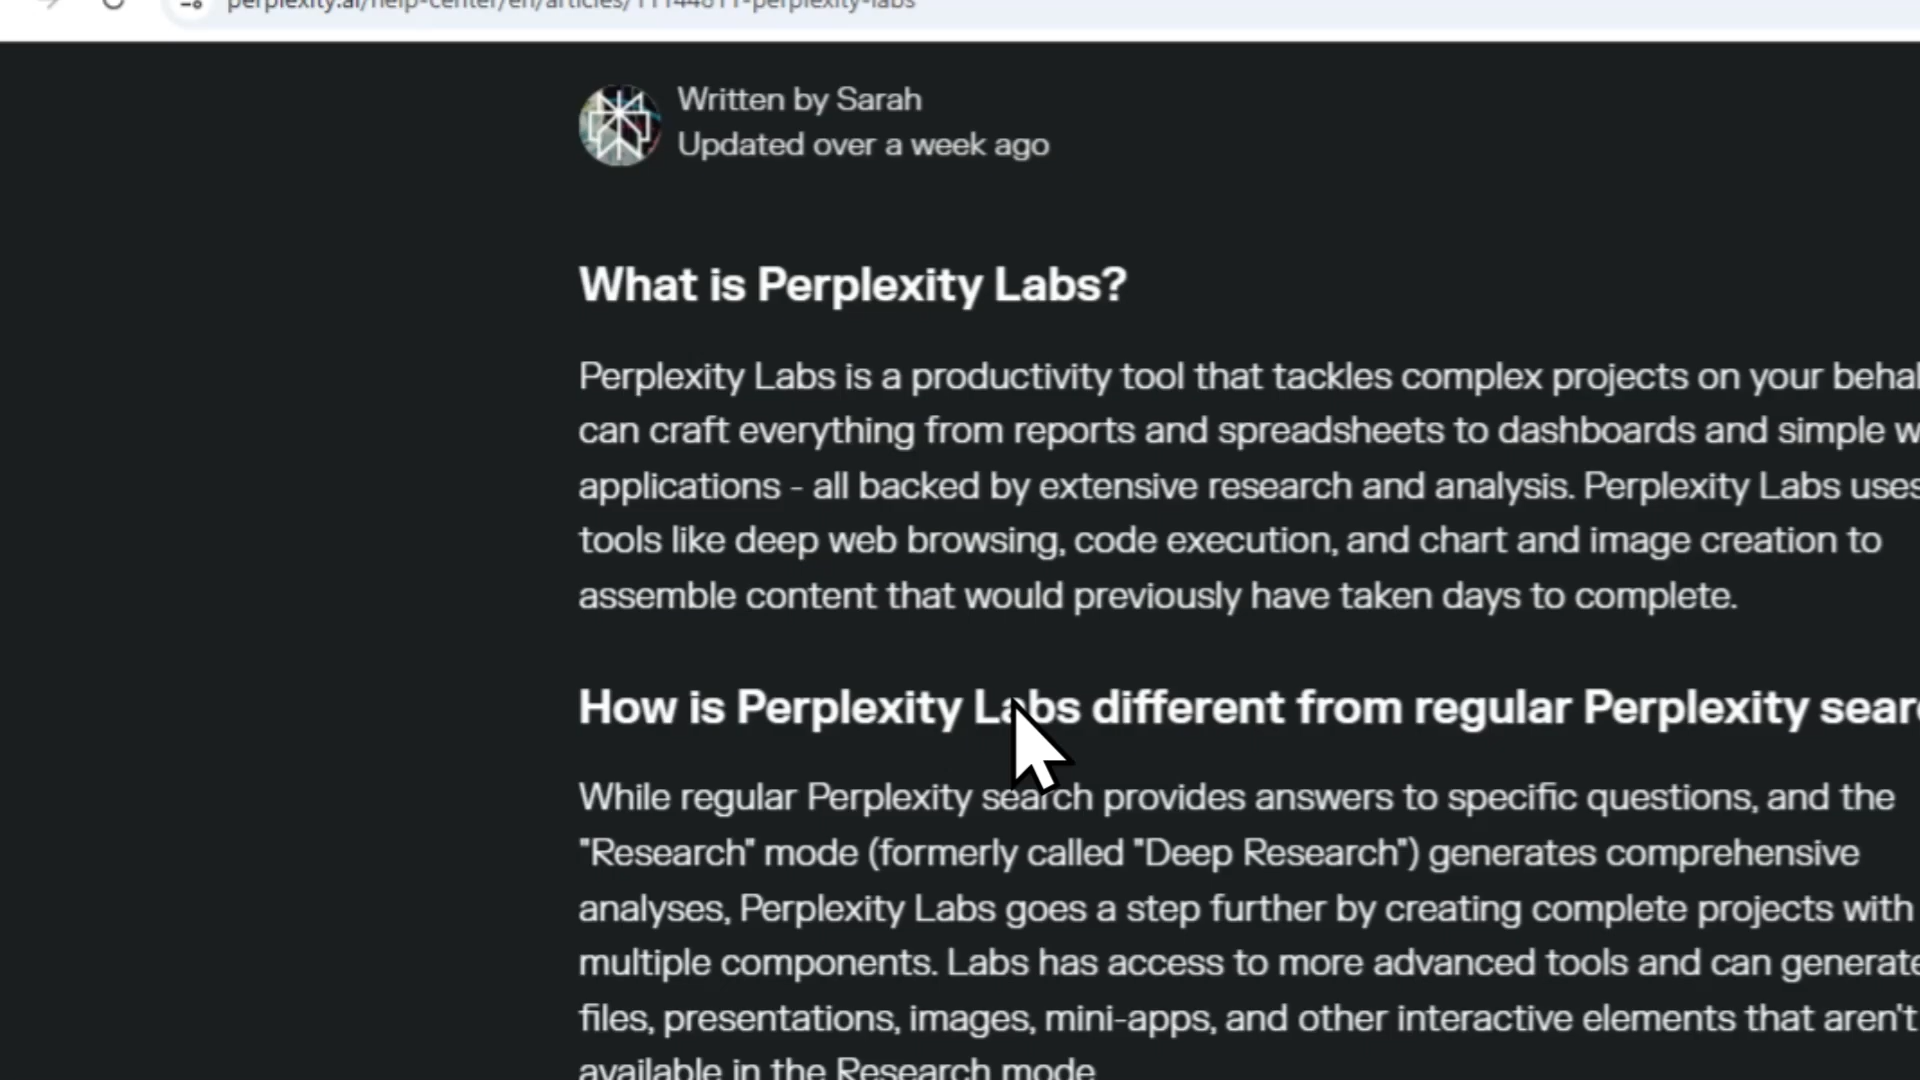 Written by Sarah
Updated over a week ago
What is Perplexity Labs?
Perplexity Labs is a productivity tool that tackles complex projects on your
can craft everything from reports and spreadsheets to dashboards and simple
applications - all backed by extensive research and analysis. Perplexity Labs uses
tools like deep web browsing, code execution, and chart and image creation to
assemble content that would previously have taken days to complete.
How is Perplexity Labs different from regular Perplexity
While regular Perplexity search provides answers to specific questions, and the
"Research" mode (formerly called "Deep Research") generates comprehensive
analyses, Perplexity Labs goes a step further by creating complete projects with
multiple components. Labs has access to more advanced tools and can generate
files, presentations, images, mini-apps, and other interactive elements that aren't
available in the Research mode